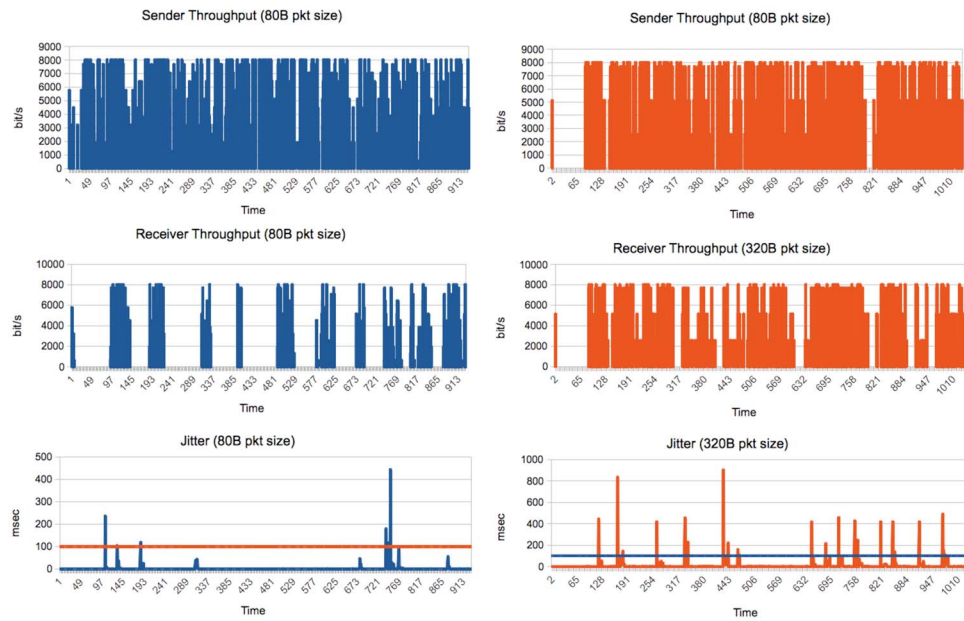 Sender Throughput (80B pkt size)
9000
8000
7000
6000
5000
4000
3000
2000
1000
0
bit/s
1 49 97 145 193 241 289 337 385 433 481 529 577 625 673 721 769 817 865 913
Time
Sender Throughput (80B pkt size)
9000
8000
7000
6000
5000
4000
3000
2000
1000
0
bit/s
2 65 128 191 254 317 380 443 506 569 632 695 758 821 884 947 1010
Time
Receiver Throughput (80B pkt size)
10000
8000
6000
4000
2000
0
bit/s
1 49 97 145 193 241 289 337 385 433 481 529 577 625 673 721 769 817 865 913
Time
Receiver Throughput (320B pkt size)
10000
8000
6000
4000
2000
0
bit/s
2 65 128 191 254 317 380 443 506 569 632 695 758 821 884 947 1010
Time
Jitter (80B pkt size)
500
400
300
200
100
0
msec
1 49 97 145 193 241 289 337 385 433 481 529 577 625 673 721 769 817 865 913
Time
Jitter (320B pkt size)
1000
800
600
400
200
0
msec
2 65 128 191 254 317 380 443 506 569 632 695 758 821 884 947 1010
Time